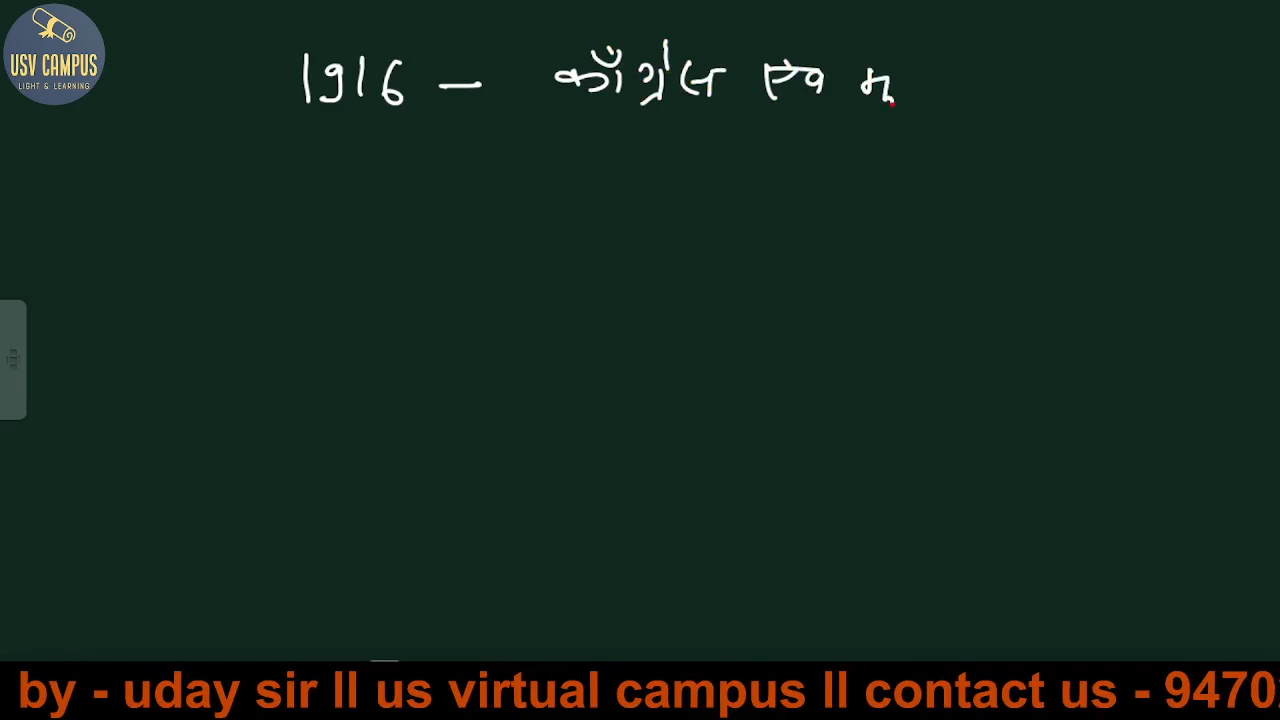 USV CAMPUS
LIGHT & LEARNING
1916 – काँग्रेस एव म
by - uday sir ll us virtual campus ll contact us - 9470